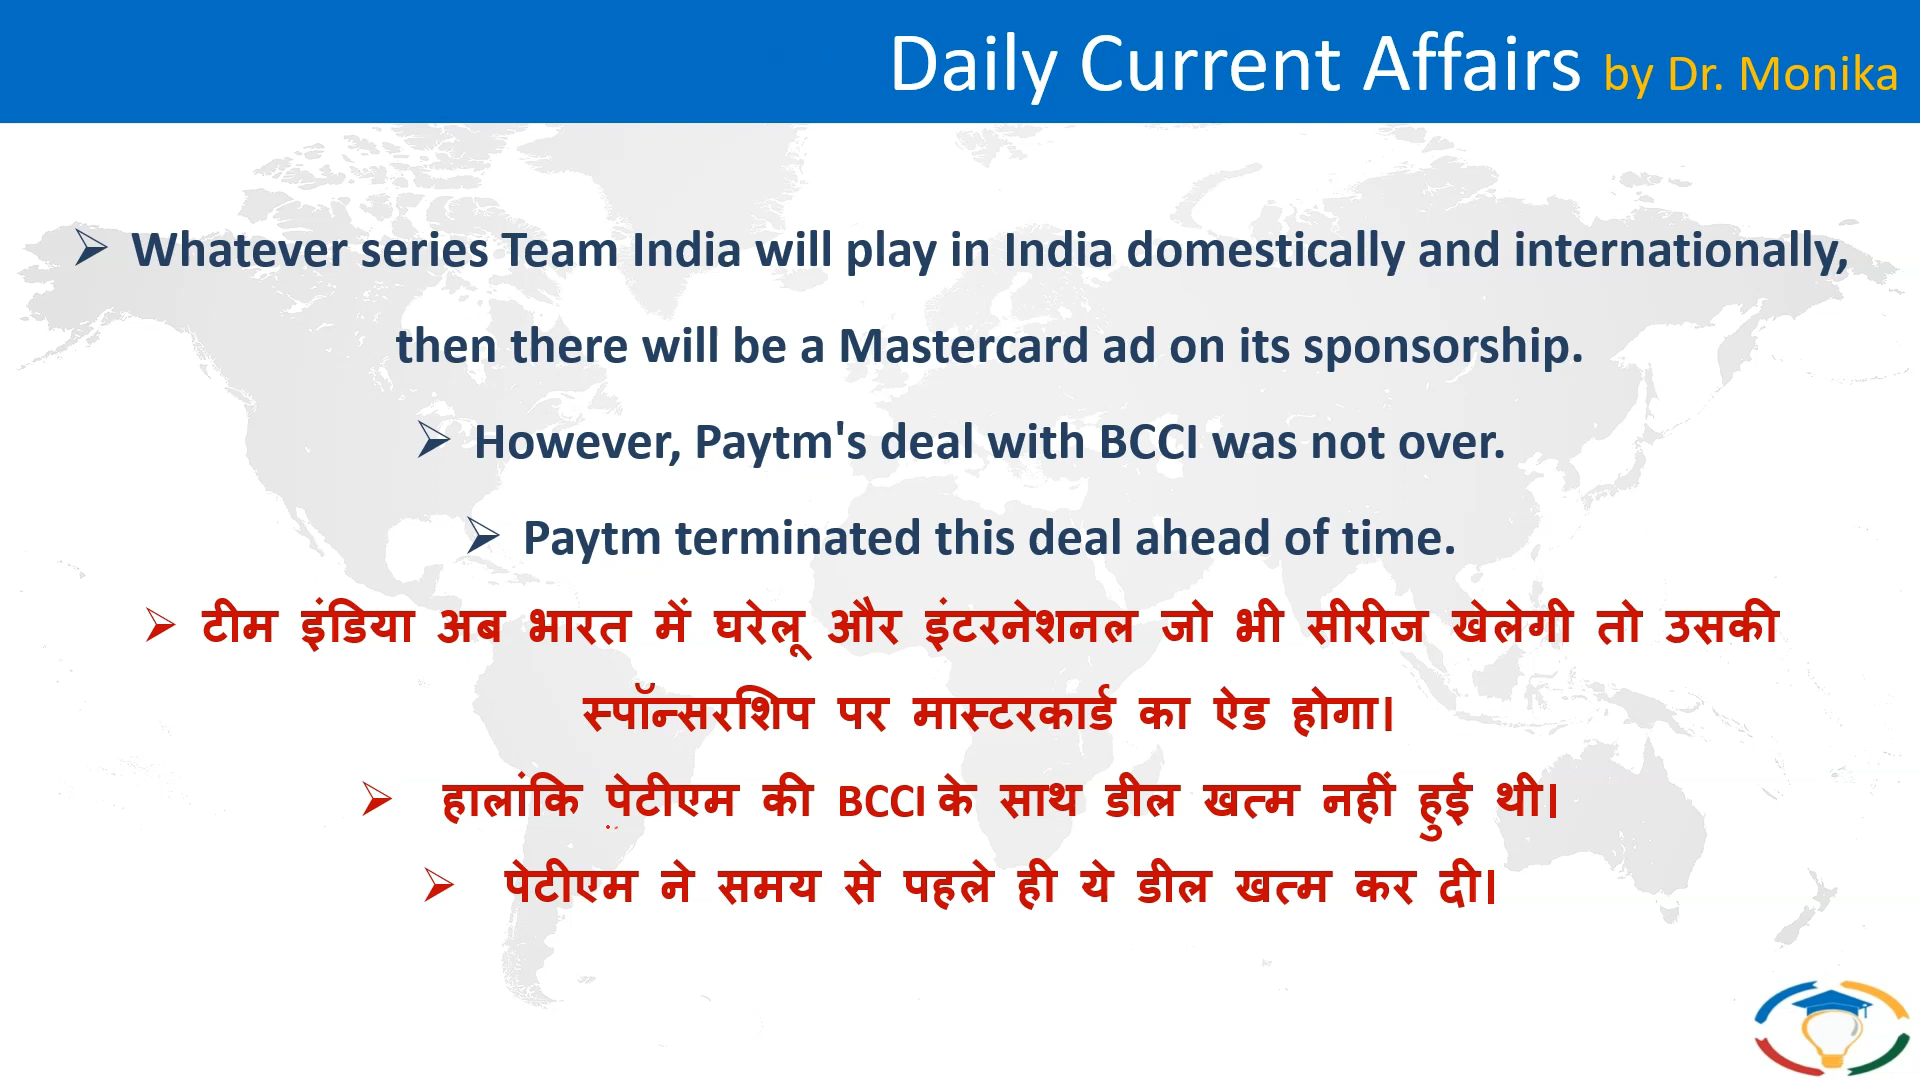 Daily Current Affairs by Dr. Monika
➢ Whatever series Team India will play in India domestically and internationally,
then there will be a Mastercard ad on its sponsorship.
➢ However, Paytm's deal with BCCI was not over.
➢ Paytm terminated this deal ahead of time.
➢ टीम इंडिया अब भारत में घरेलू और इंटरनेशनल जो भी सीरीज खेलेगी तो उसकी
स्पॉन्सरशिप पर मास्टरकार्ड का ऐड होगा।
➢ हालांकि पेटीएम की BCCI के साथ डील खत्म नहीं हुई थी।
➢ पेटीएम ने समय से पहले ही ये डील खत्म कर दी।